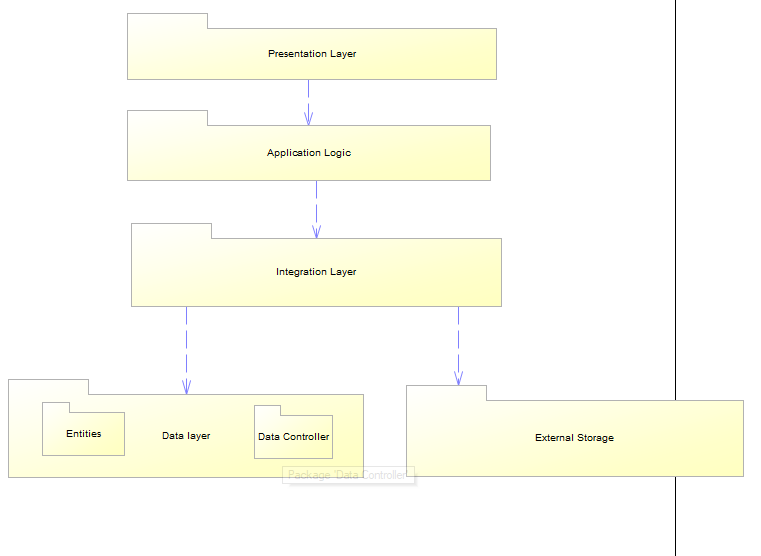 Presentation Layer
Application Logic
Integration Layer
Entities
Data layer
Data Controller
External Storage
Package 'Data Controller'